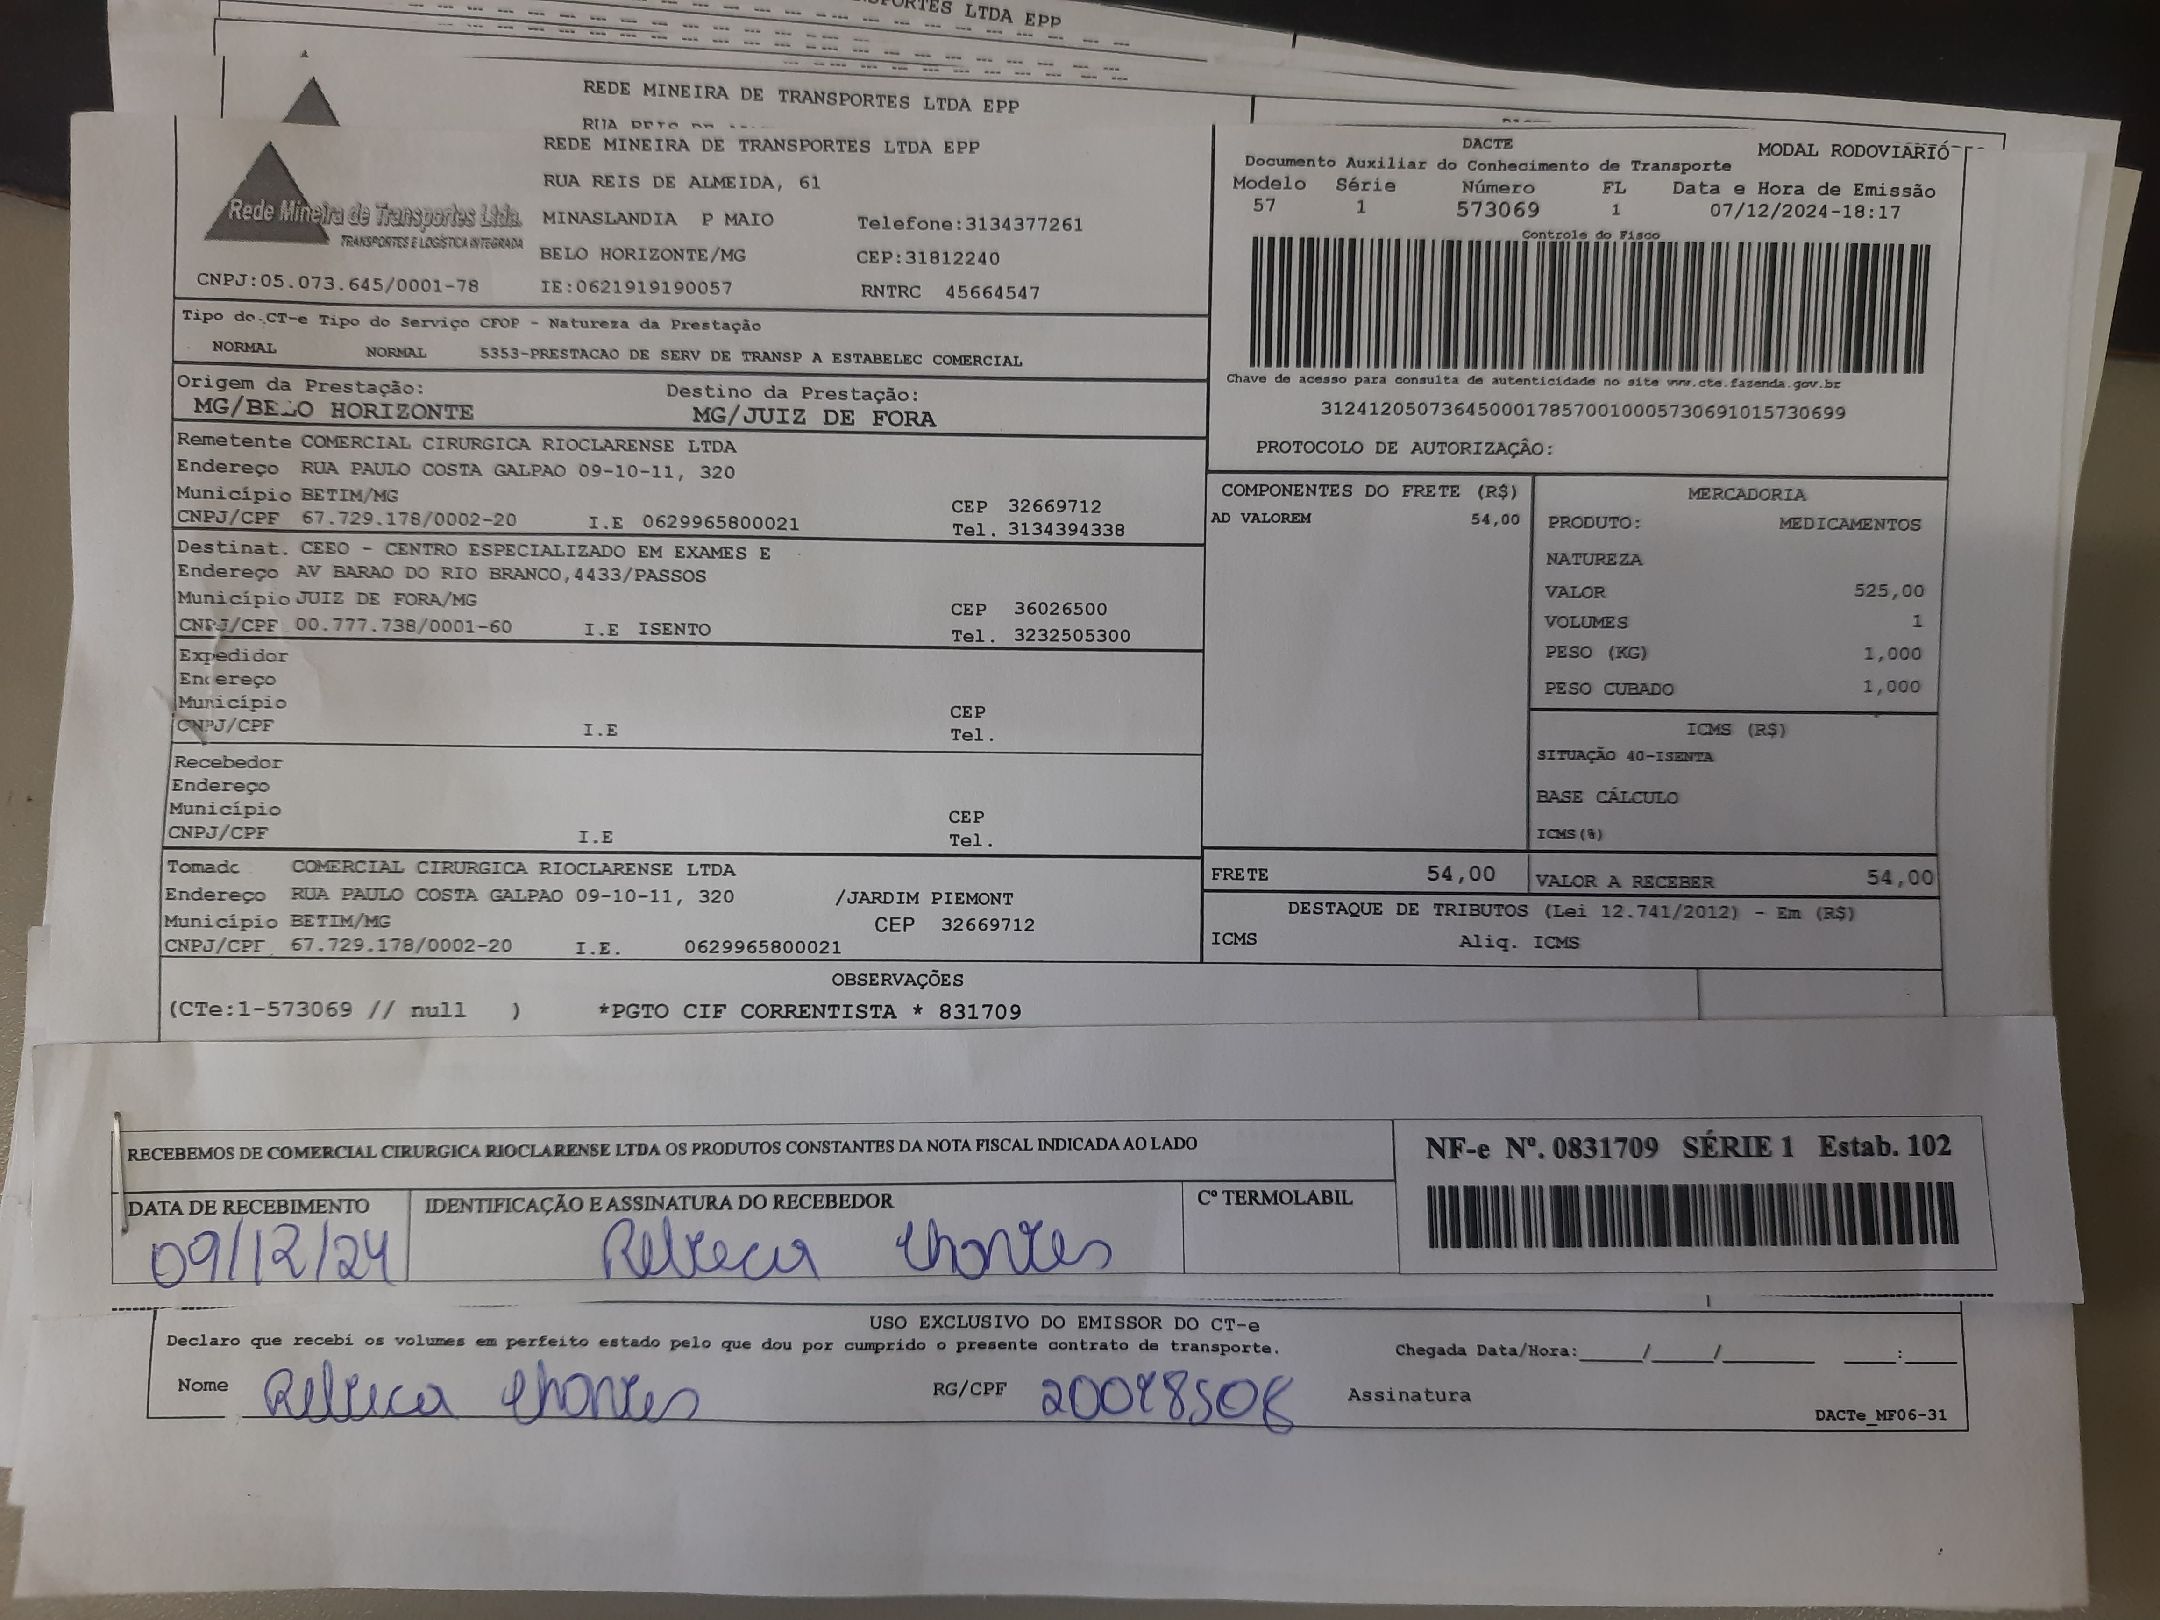 PORTES LTDA EPP
REDE MINEIRA DE TRANSPORTES LTDA EPP
REDE MINEIRA DE TRANSPORTES LTDA EPP
RUA REIS DE ALMEIDA, 61
MINASLANDIA P MAIO Telefone:3134377261
BELO HORIZONTE/MG CEP:31812240
Rede Mineira de Transportes Ltda.
TRANSPORTES E LOGÍSTICA INTEGRADA
CNPJ:05.073.645/0001-78 IE:0621919190057 RNTRC 45664547
DACTE MODAL RODOVIÁRIO
Documento Auxiliar do Conhecimento de Transporte
Modelo Série Número FL Data e Hora de Emissão
57 1 573069 1 07/12/2024-18:17
Controle do Fisco
Chave de acesso para consulta de autenticidade no site www.cte.fazenda.gov.br
31241205073645000178570010005730691015730699
PROTOCOLO DE AUTORIZAÇÃO:
Tipo do CT-e Tipo do Serviço CFOP - Natureza da Prestação
NORMAL NORMAL 5353-PRESTACAO DE SERV DE TRANSP A ESTABELEC COMERCIAL
Origem da Prestação: Destino da Prestação:
MG/BELO HORIZONTE MG/JUIZ DE FORA
Remetente COMERCIAL CIRURGICA RIOCLARENSE LTDA
Endereço RUA PAULO COSTA GALPAO 09-10-11, 320
Município BETIM/MG CEP 32669712
CNPJ/CPF 67.729.178/0002-20 I.E 0629965800021 Tel. 3134394338
Destinat. CEEO - CENTRO ESPECIALIZADO EM EXAMES E
Endereço AV BARAO DO RIO BRANCO,4433/PASSOS
Município JUIZ DE FORA/MG CEP 36026500
CNPJ/CPF 00.777.738/0001-60 I.E ISENTO Tel. 3232505300
Expedidor
Endereço
Município CEP
CNPJ/CPF I.E Tel.
Recebedor
Endereço
Município CEP
CNPJ/CPF I.E Tel.
Tomadc COMERCIAL CIRURGICA RIOCLARENSE LTDA
Endereço RUA PAULO COSTA GALPAO 09-10-11, 320 /JARDIM PIEMONT
Município BETIM/MG CEP 32669712
CNPJ/CPF 67.729.178/0002-20 I.E. 0629965800021
COMPONENTES DO FRETE (R$)
AD VALOREM 54,00
MERCADORIA
PRODUTO: MEDICAMENTOS
NATUREZA
VALOR 525,00
VOLUMES 1
PESO (KG) 1,000
PESO CUBADO 1,000
ICMS (R$)
SITUAÇÃO 40-ISENTA
BASE CÁLCULO
ICMS(%)
FRETE 54,00 VALOR A RECEBER 54,00
DESTAQUE DE TRIBUTOS (Lei 12.741/2012) - Em (R$)
ICMS Aliq. ICMS
OBSERVAÇÕES
(CTe:1-573069 // null ) *PGTO CIF CORRENTISTA * 831709
RECEBEMOS DE COMERCIAL CIRURGICA RIOCLARENSE LTDA OS PRODUTOS CONSTANTES DA NOTA FISCAL INDICADA AO LADO
NF-e Nº. 0831709 SÉRIE 1 Estab. 102
DATA DE RECEBIMENTO IDENTIFICAÇÃO E ASSINATURA DO RECEBEDOR Cº TERMOLABIL
09/12/24 Rebeca
USO EXCLUSIVO DO EMISSOR DO CT-e
Declaro que recebi os volumes em perfeito estado pelo que dou por cumprido o presente contrato de transporte.
Chegada Data/Hora:____/____/______ ___:___
Nome Rebeca RG/CPF Assinatura
DACTe_MF06-31